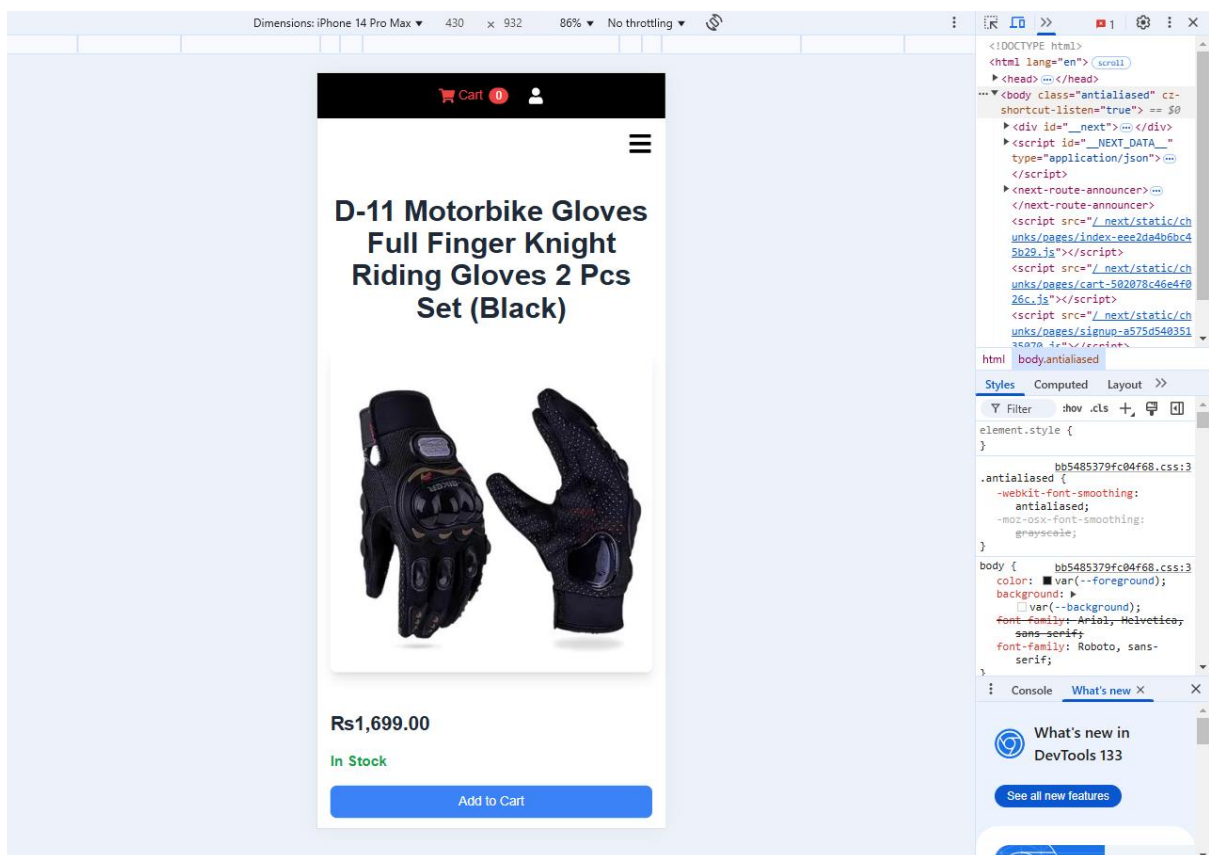 Dimensions: iPhone 14 Pro Max ▼ 430 × 932 86% ▼ No throttling ▼
1
<!DOCTYPE html>
<html lang="en"> scroll
<head> </head>
<body class="antialiased" cz-
shortcut-listen="true"> == $0
<div id="__next"> </div>
<script id="__NEXT_DATA__"
type="application/json">
</script>
<next-route-announcer>
</next-route-announcer>
<script src="/_next/static/ch
unks/pages/index-eee2da4b6bc4
5b29.js"></script>
<script src="/_next/static/ch
unks/pages/cart-502078c46e4f0
26c.js"></script>
<script src="/_next/static/ch
unks/pages/signup-a575d540351
35070.js"></script>
html body.antialiased
Styles Computed Layout
Filter :hov .cls
element.style {
}
bb5485379fc04f68.css:3
.antialiased {
-webkit-font-smoothing:
antialiased;
-moz-osx-font-smoothing:
grayscale;
}
body { bb5485379fc04f68.css:3
color: var(--foreground);
background:
var(--background);
font-family: Arial, Helvetica,
sans-serif;
font-family: Roboto, sans-
serif;
}
Console What's new
What's new in
DevTools 133
See all new features
Cart 0
D-11 Motorbike Gloves
Full Finger Knight
Riding Gloves 2 Pcs
Set (Black)
Rs1,699.00
In Stock
Add to Cart